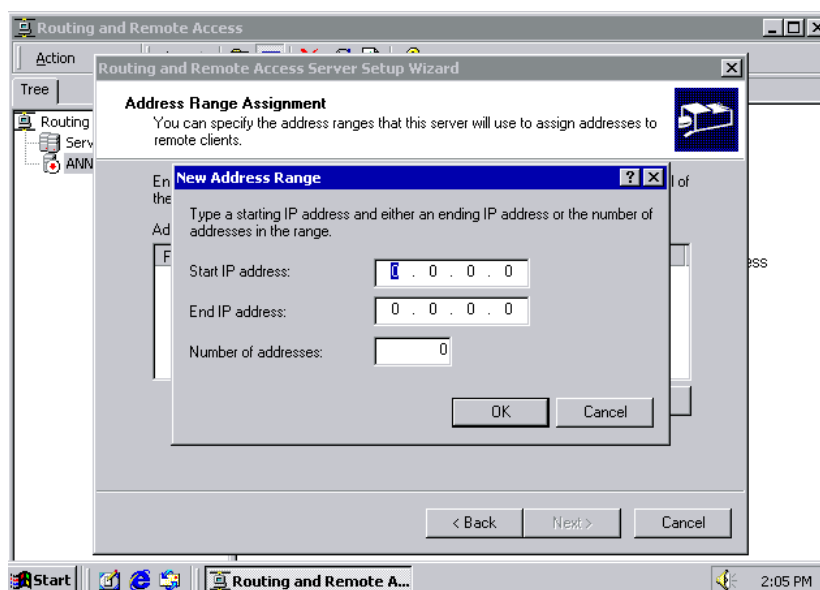 Routing and Remote Access
Action
Routing and Remote Access Server Setup Wizard
Tree
Address Range Assignment
You can specify the address ranges that this server will use to assign addresses to
remote clients.
Routing
Serv
ANN
En
l of
the
New Address Range
Type a starting IP address and either an ending IP address or the number of
addresses in the range.
Ad
F
ess
Start IP address: 0 . 0 . 0 . 0
End IP address: 0 . 0 . 0 . 0
Number of addresses: 0
OK Cancel
< Back Next > Cancel
Start Routing and Remote A... 2:05 PM